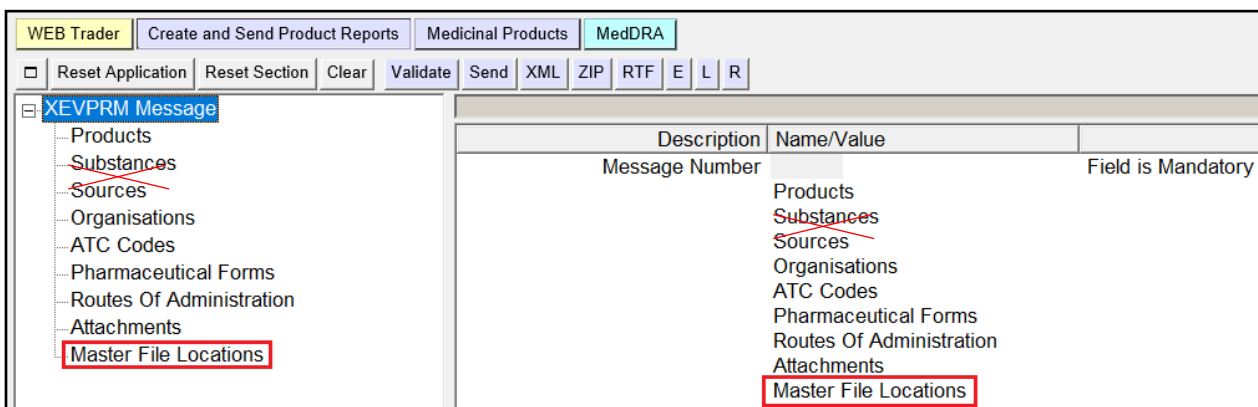 WEB Trader Create and Send Product Reports Medicinal Products MedDRA
Reset Application Reset Section Clear Validate Send XML ZIP RTF E L R
XEVPRM Message
Products
Substances
Sources
Organisations
ATC Codes
Pharmaceutical Forms
Routes Of Administration
Attachments
Master File Locations
Description Name/Value
Message Number Field is Mandatory
Products
Substances
Sources
Organisations
ATC Codes
Pharmaceutical Forms
Routes Of Administration
Attachments
Master File Locations